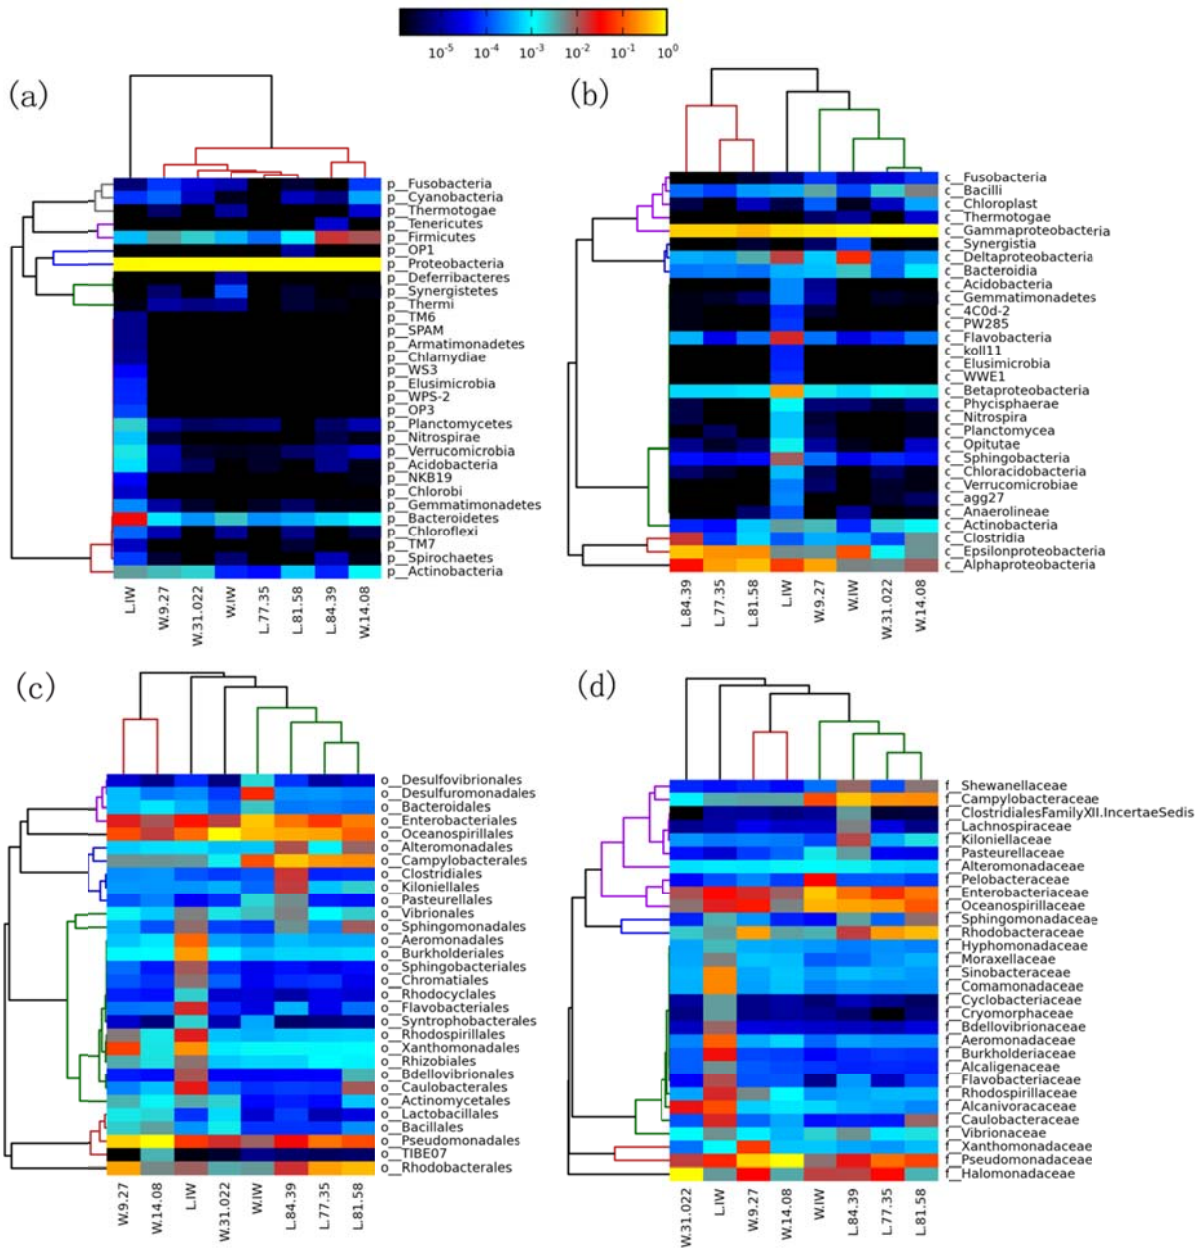 10^-5 10^-4 10^-3 10^-2 10^-1 10^0
(a)
p__Fusobacteria
p__Cyanobacteria
p__Thermotogae
p__Tenericutes
p__Firmicutes
p__OP1
p__Proteobacteria
p__Deferribacteres
p__Synergistetes
p__Thermi
p__TM6
p__SPAM
p__Armatimonadetes
p__Chlamydiae
p__WS3
p__Elusimicrobia
p__WPS-2
p__OP3
p__Planctomycetes
p__Nitrospirae
p__Verrucomicrobia
p__Acidobacteria
p__NKB19
p__Chlorobi
p__Gemmatimonadetes
p__Bacteroidetes
p__Chloroflexi
p__TM7
p__Spirochaetes
p__Actinobacteria
L.IW W.9.27 W.31.022 W.IW L.77.35 L.81.58 L.84.39 W.14.08
(b)
c__Fusobacteria
c__Bacilli
c__Chloroplast
c__Thermotogae
c__Gammaproteobacteria
c__Synergistia
c__Deltaproteobacteria
c__Bacteroidia
c__Acidobacteria
c__Gemmatimonadetes
c__4C0d-2
c__PW285
c__Flavobacteria
c__koll11
c__Elusimicrobia
c__WWE1
c__Betaproteobacteria
c__Phycisphaerae
c__Nitrospira
c__Planctomycea
c__Opitutae
c__Sphingobacteria
c__Chloracidobacteria
c__Verrucomicrobiae
c__agg27
c__Anaerolineae
c__Actinobacteria
c__Clostridia
c__Epsilonproteobacteria
c__Alphaproteobacteria
L.84.39 L.77.35 L.81.58 L.IW W.9.27 W.IW W.31.022 W.14.08
(c)
o__Desulfovibrionales
o__Desulfuromonadales
o__Bacteroidales
o__Enterobacteriales
o__Oceanospirillales
o__Alteromonadales
o__Campylobacterales
o__Clostridiales
o__Kiloniellales
o__Pasteurellales
o__Vibrionales
o__Sphingomonadales
o__Aeromonadales
o__Burkholderiales
o__Sphingobacteriales
o__Chromatiales
o__Rhodocyclales
o__Flavobacteriales
o__Syntrophobacterales
o__Rhodospirillales
o__Xanthomonadales
o__Rhizobiales
o__Bdellovibrionales
o__Caulobacterales
o__Actinomycetales
o__Lactobacillales
o__Bacillales
o__Pseudomonadales
o__TIBE07
o__Rhodobacterales
W.9.27 W.14.08 L.IW W.31.022 W.IW L.84.39 L.77.35 L.81.58
(d)
f__Shewanellaceae
f__Campylobacteraceae
f__ClostridialesFamilyXII.IncertaeSedis
f__Lachnospiraceae
f__Kiloniellaceae
f__Pasteurellaceae
f__Alteromonadaceae
f__Pelobacteraceae
f__Enterobacteriaceae
f__Oceanospirillaceae
f__Sphingomonadaceae
f__Rhodobacteraceae
f__Hyphomonadaceae
f__Moraxellaceae
f__Sinobacteraceae
f__Comamonadaceae
f__Cyclobacteriaceae
f__Cryomorphaceae
f__Bdellovibrionaceae
f__Aeromonadaceae
f__Burkholderiaceae
f__Alcaligenaceae
f__Flavobacteriaceae
f__Rhodospirillaceae
f__Alcanivoracaceae
f__Caulobacteraceae
f__Vibrionaceae
f__Xanthomonadaceae
f__Pseudomonadaceae
f__Halomonadaceae
W.31.022 L.IW W.9.27 W.14.08 W.IW L.84.39 L.77.35 L.81.58